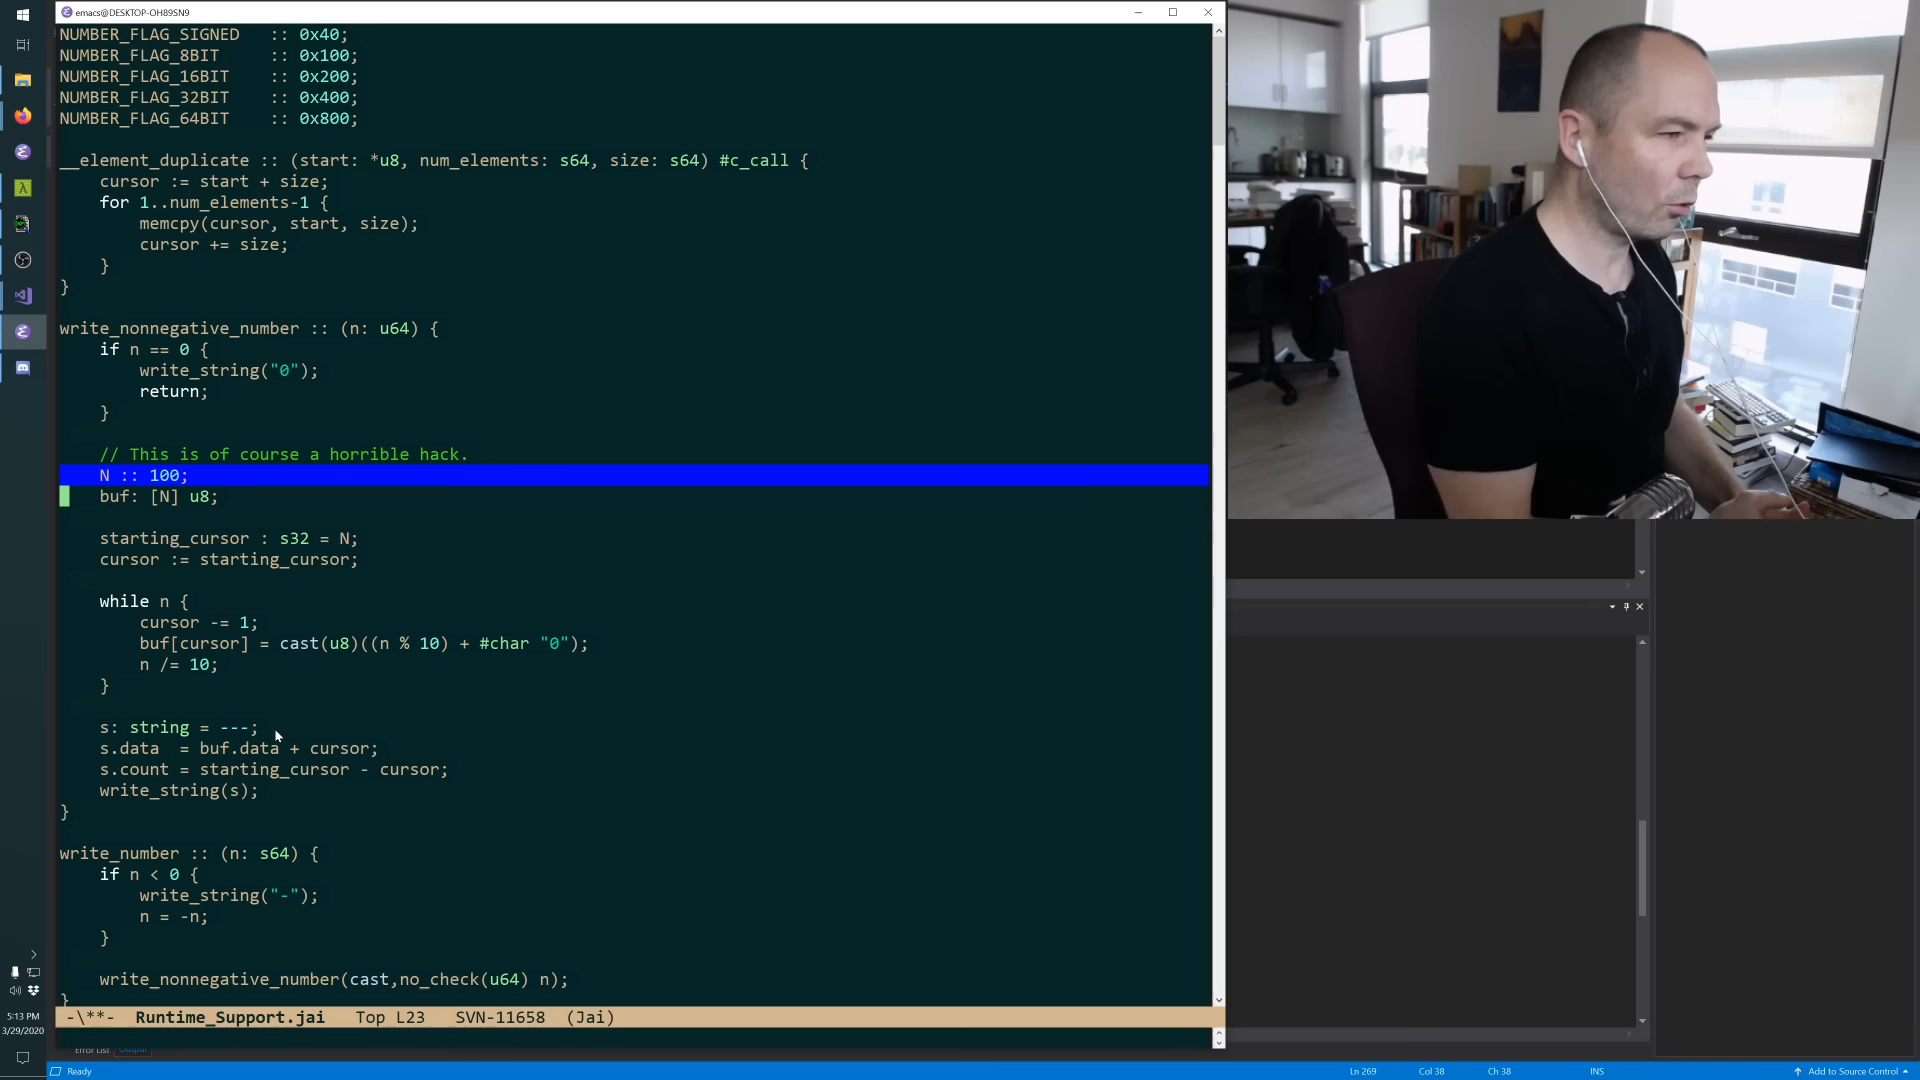 emacs@DESKTOP-OH89SN9
NUMBER_FLAG_SIGNED   :: 0x40;
NUMBER_FLAG_8BIT     :: 0x100;
NUMBER_FLAG_16BIT    :: 0x200;
NUMBER_FLAG_32BIT    :: 0x400;
NUMBER_FLAG_64BIT    :: 0x800;
__element_duplicate :: (start: *u8, num_elements: s64, size: s64) #c_call {
    cursor := start + size;
    for 1..num_elements-1 {
        memcpy(cursor, start, size);
        cursor += size;
    }
}
write_nonnegative_number :: (n: u64) {
    if n == 0 {
        write_string("0");
        return;
    }
    // This is of course a horrible hack.
    N :: 100;
    buf: [N] u8;
    starting_cursor : s32 = N;
    cursor := starting_cursor;
    while n {
        cursor -= 1;
        buf[cursor] = cast(u8)((n % 10) + #char "0");
        n /= 10;
    }
    s: string = ---;
    s.data  = buf.data + cursor;
    s.count = starting_cursor - cursor;
    write_string(s);
}
write_number :: (n: s64) {
    if n < 0 {
        write_string("-");
        n = -n;
    }
    write_nonnegative_number(cast,no_check(u64) n);
}
-\**-  Runtime_Support.jai   Top L23   SVN-11658  (Jai)
5:13 PM
3/29/2020
Error List Output
Ready
Ln 269 Col 38 Ch 38 INS Add to Source Control